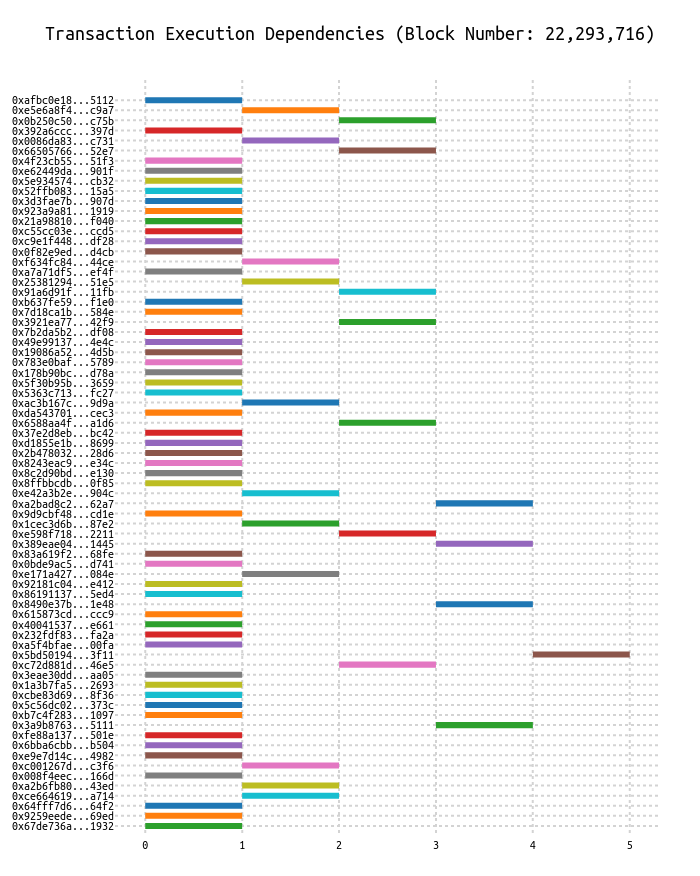 Transaction Execution Dependencies (Block Number: 22,293,716)
0xafbc0e18...5112
0xe5e6a8f4...c9a7
0x0b250c50...c75b
0x392a6ccc...397d
0x0086da83...c731
0x66505766...52e7
0x4f23cb55...51f3
0xe62449da...901f
0x5e934574...cb32
0x52ffb083...15a5
0x3d3fae7b...907d
0x923a9a81...1919
0x21a98810...f040
0xc55cc03e...ccd5
0xc9e1f448...df28
0x0f82e9ed...d4cb
0xf634fc84...44ce
0xa7a71df5...ef4f
0x25381294...51e5
0x91a6d91f...11fb
0xb637fe59...f1e0
0x7d18ca1b...584e
0x3921ea77...42f9
0x7b2da5b2...df08
0x49e99137...4e4c
0x19086a52...4d5b
0x783e0baf...5789
0x178b90bc...d78a
0x5f30b95b...3659
0x5363c713...fc27
0xac3b167c...9d9a
0xda543701...cec3
0x6588aa4f...a1d6
0x37e2d8eb...bc42
0xd1855e1b...8699
0x2b478032...28d6
0x8243eac9...e34c
0x8c2d90bd...e130
0x8ffbbcdb...0f85
0xe42a3b2e...904c
0xa2bad8c2...62a7
0x9d9cbf48...cd1e
0x1cec3d6b...87e2
0xe598f718...2211
0x389eae04...1445
0x83a619f2...68fe
0x0bde9ac5...d741
0xe171a427...084e
0x92181c04...e412
0x86191137...5ed4
0x8490e37b...1e48
0x615873cd...ccc9
0x40041537...e661
0x232fdf83...fa2a
0xa5f4bfae...00fa
0x5bd50194...3f11
0xc72d881d...46e5
0x3eae30dd...aa05
0x1a3b7fa5...2693
0xcbe83d69...8f36
0x5c56dc02...373c
0xb7c4f283...1097
0x3a9b8763...5111
0xfe88a137...501e
0x6bba6cbb...b504
0xe9e7d14c...4982
0xc001267d...c3f6
0x008f4eec...166d
0xa2b6fb80...43ed
0xce664619...a714
0x64fff7d6...64f2
0x9259eede...69ed
0x67de736a...1932
0 1 2 3 4 5